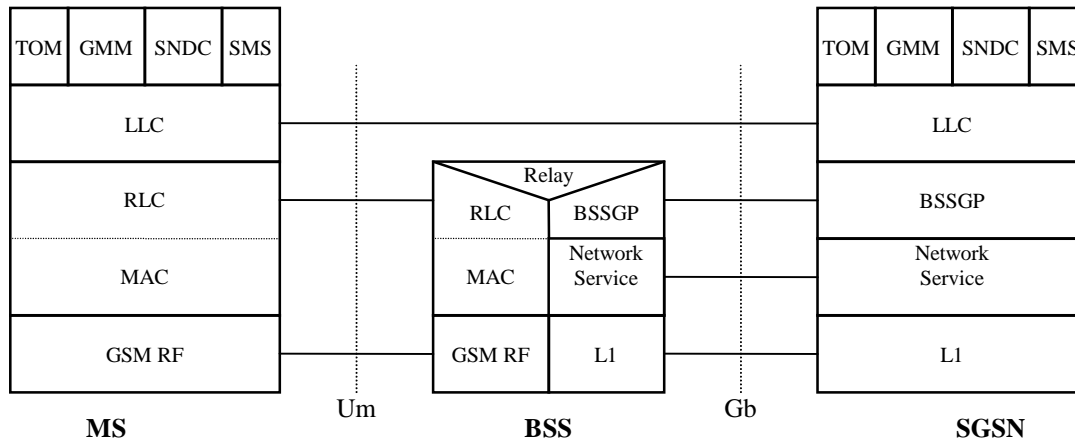 TOM GMM SNDC SMS
TOM GMM SNDC SMS
LLC
LLC
Relay
RLC
RLC
BSSGP
BSSGP
MAC
MAC
Network
Service
Network
Service
GSM RF
GSM RF
L1
L1
Um
Gb
MS
BSS
SGSN